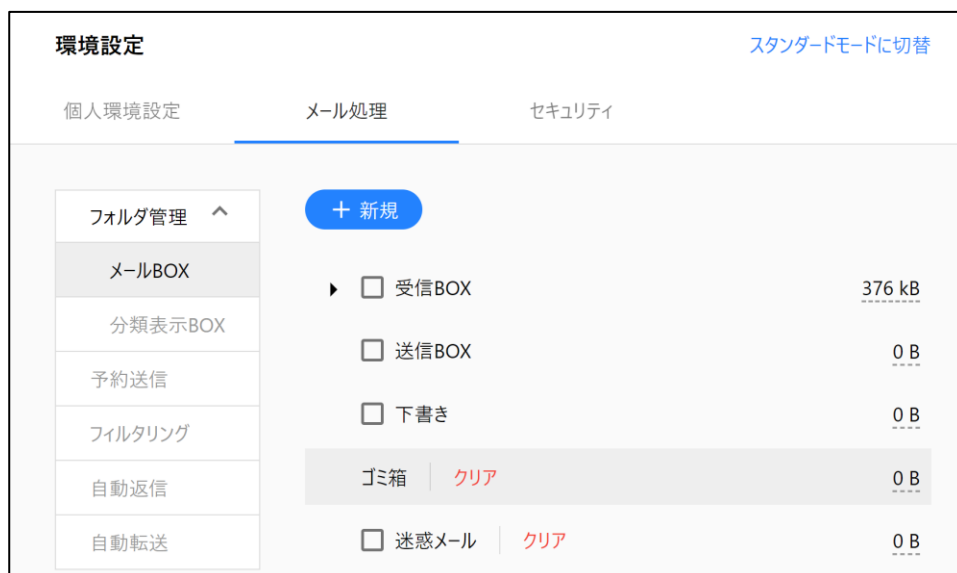 環境設定
スタンダードモードに切替
個人環境設定
メール処理
セキュリティ
フォルダ管理
メールBOX
分類表示BOX
予約送信
フィルタリング
自動返信
自動転送
+ 新規
受信BOX 376 kB
送信BOX 0 B
下書き 0 B
ゴミ箱 クリア 0 B
迷惑メール クリア 0 B